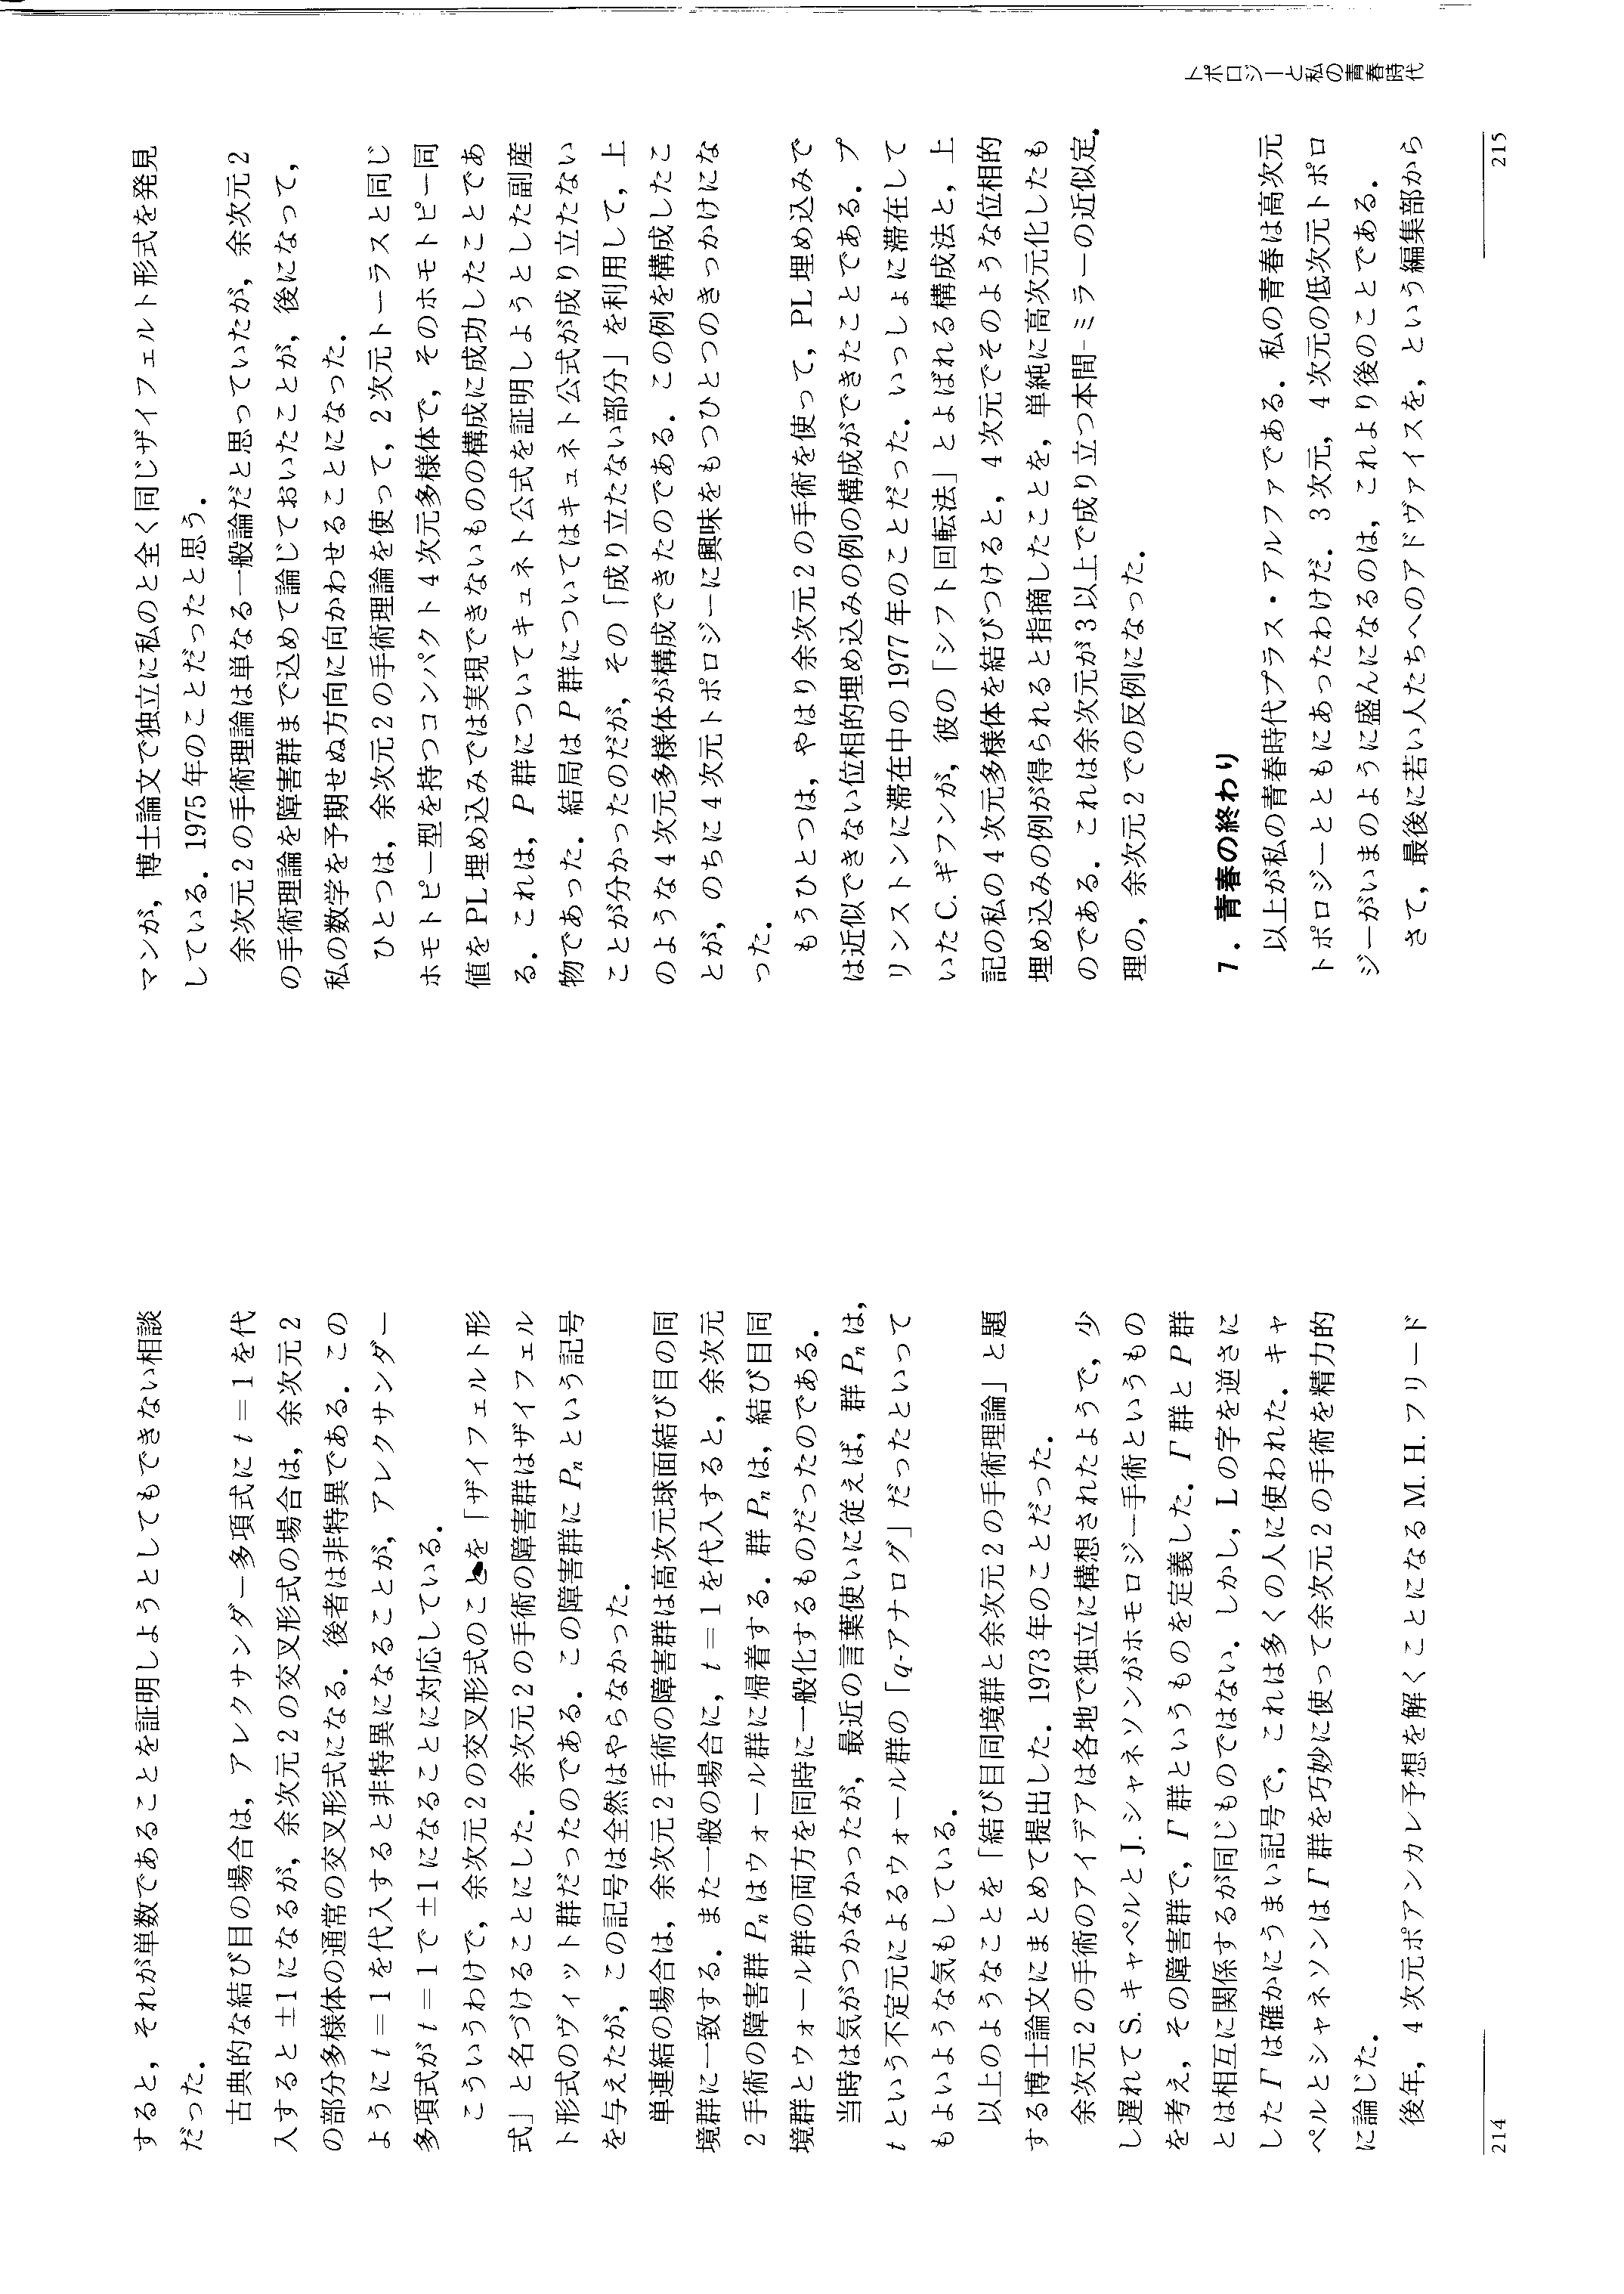 すると，それが単数であることを証明しようとしてもできない相談
だった．
古典的な結び目の場合は，アレクサンダー多項式に t＝1 を代
入すると ±1 になるが，余次元2の交叉形式の場合は，余次元2
の部分多様体の通常の交叉形式になる．後者は非特異である．この
ように t＝1 を代入すると非特異になることが，アレクサンダー
多項式が t＝1 で ±1 になることに対応している．
こういうわけで，余次元2の交叉形式のことを「ザイフェルト形
式」と名づけることにした．余次元2の手術の障害群はザイフェル
ト形式のヴィット群だったのである．この障害群に Pn という記号
を与えたが，この記号は全然はやらなかった．
単連結の場合は，余次元2手術の障害群は高次元球面結び目の同
境群に一致する．また一般の場合に，t＝1 を代入すると，余次元
2手術の障害群 Pn はウォール群に帰着する．群 Pn は，結び目同
境群とウォール群の両方を同時に一般化するものだったのである．
当時は気がつかなかったが，最近の言葉使いに従えば，群 Pn は，
t という不定元によるウォール群の「q-アナログ」だったといって
もよいような気もしている．
以上のようなことを「結び目同境群と余次元2の手術理論」と題
する博士論文にまとめて提出した．1973年のことだった．
余次元2の手術のアイデアは各地で独立に構想されたようで，少
し遅れて S. キャペルと J. シャネソンがホモロジー手術というもの
を考え，その障害群で，Γ群というものを定義した．Γ群とP群
とは相互に関係するが同じものではない．しかし，Lの字を逆さに
したΓは確かにうまい記号で，これは多くの人に使われた．キャ
ペルとシャネソンはΓ群を巧妙に使って余次元2の手術を精力的
に論じた．
後年，4次元ポアンカレ予想を解くことになる M. H. フリード
214
トポロジーと私の青春時代
マンが，博士論文で独立に私のと全く同じザイフェルト形式を発見
している．1975年のことだったと思う．
余次元2の手術理論は単なる一般論だと思っていたが，余次元2
の手術理論を障害群まで込めて論じておいたことが，後になって，
私の数学を予期せぬ方向に向かわせることになった．
ひとつは，余次元2の手術理論を使って，2次元トーラスと同じ
ホモトピー型を持つコンパクト4次元多様体で，そのホモトピー同
値を PL 埋め込みでは実現できないものの構成に成功したことであ
る．これは，P群についてキュネト公式を証明しようとした副産
物であった．結局はP群についてはキュネト公式が成り立たない
ことが分かったのだが，その「成り立たない部分」を利用して，上
のような4次元多様体が構成できたのである．この例を構成したこ
とが，のちに4次元トポロジーに興味をもつひとつのきっかけにな
った．
もうひとつは，やはり余次元2の手術を使って，PL 埋め込みで
は近似できない位相的埋め込みの例の構成ができたことである．プ
リンストンに滞在中の1977年のことだった．いっしょに滞在して
いた C. ギフンが，彼の「シフト回転法」とよばれる構成法と，上
記の私の4次元多様体を結びつけると，4次元でそのような位相的
埋め込みの例が得られると指摘したことを，単純に高次元化したも
のである．これは余次元が3以上で成り立つ本間-ミラーの近似定
理の，余次元2での反例になった．
7．青春の終わり
以上が私の青春時代プラス・アルファである．私の青春は高次元
トポロジーとともにあったわけだ．3次元，4次元の低次元トポロ
ジーがいまのように盛んになるのは，これより後のことである．
さて，最後に若い人たちへのアドヴァイスを，という編集部から
215